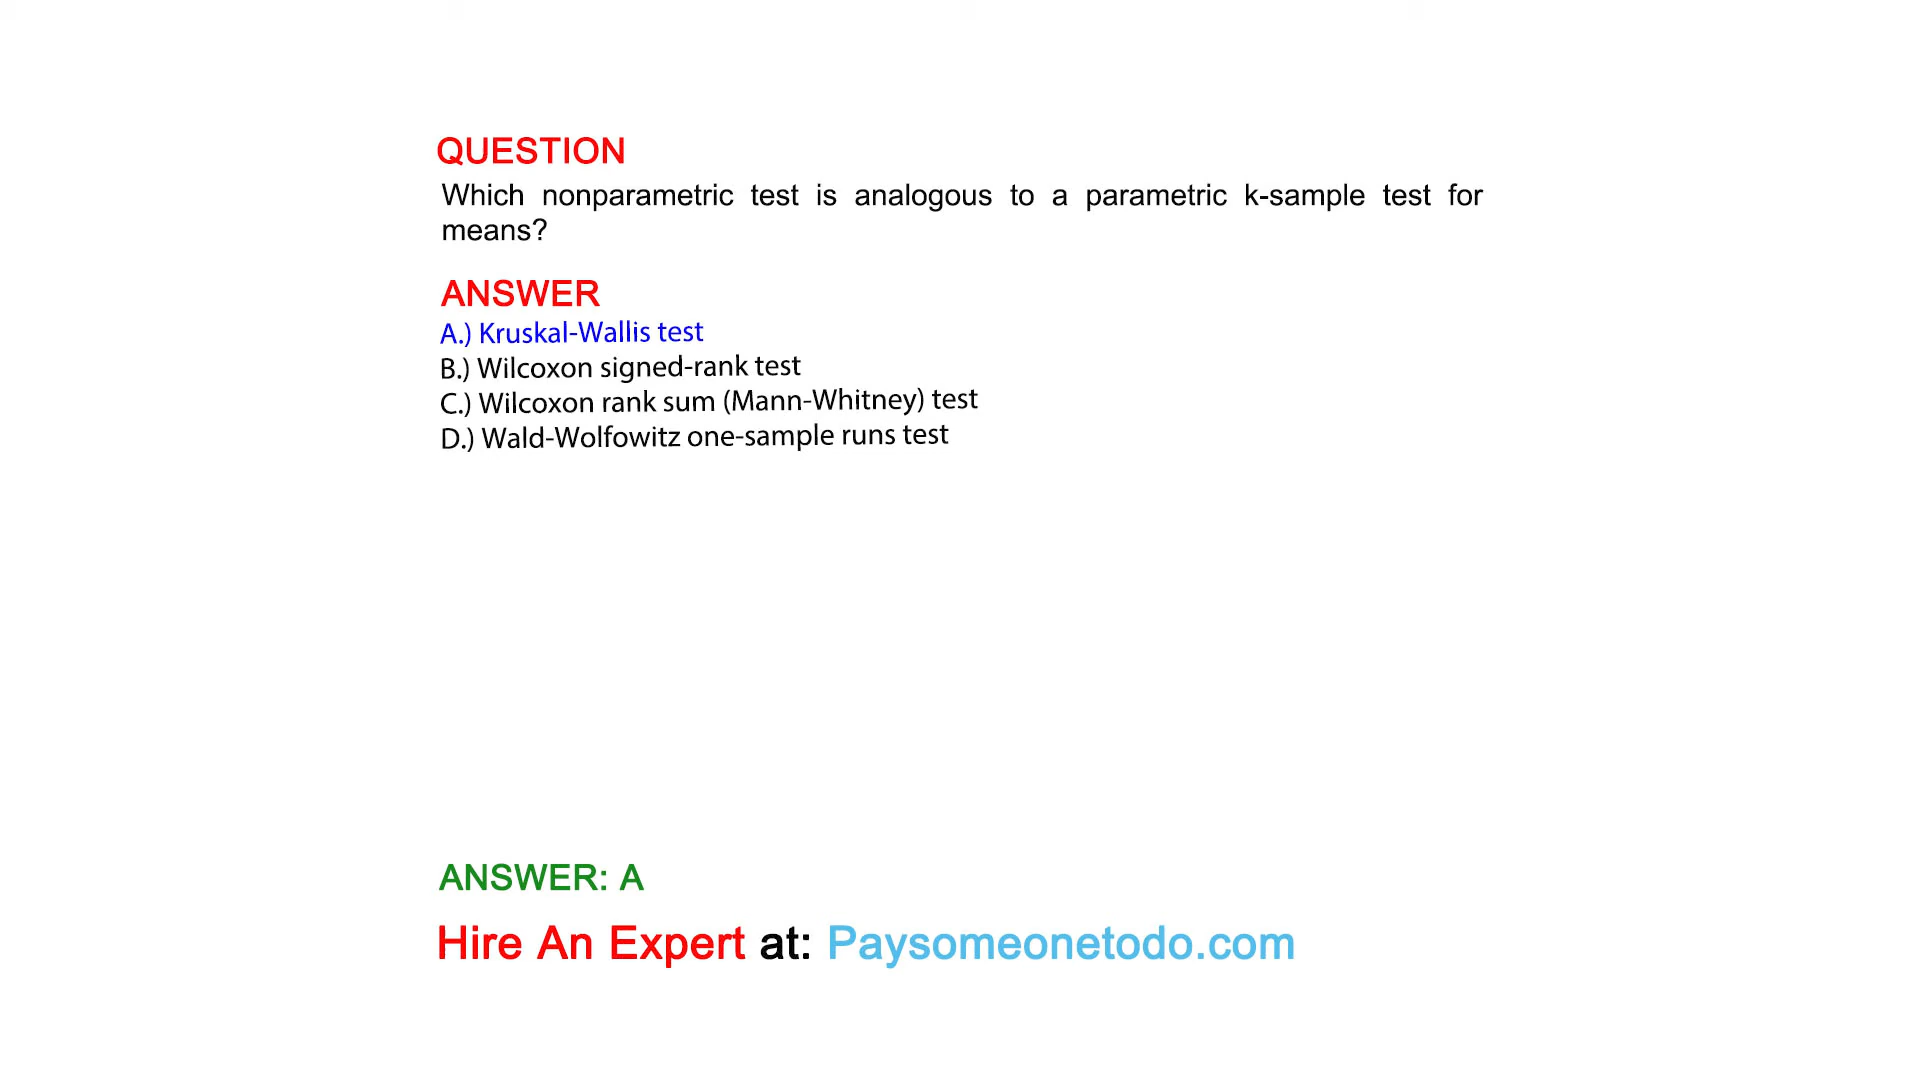 QUESTION
Which nonparametric test is analogous to a parametric k-sample test for
means?
ANSWER
A.) Kruskal-Wallis test
B.) Wilcoxon signed-rank test
C.) Wilcoxon rank sum (Mann-Whitney) test
D.) Wald-Wolfowitz one-sample runs test
ANSWER: A
Hire An Expert at: Paysomeonetodo.com